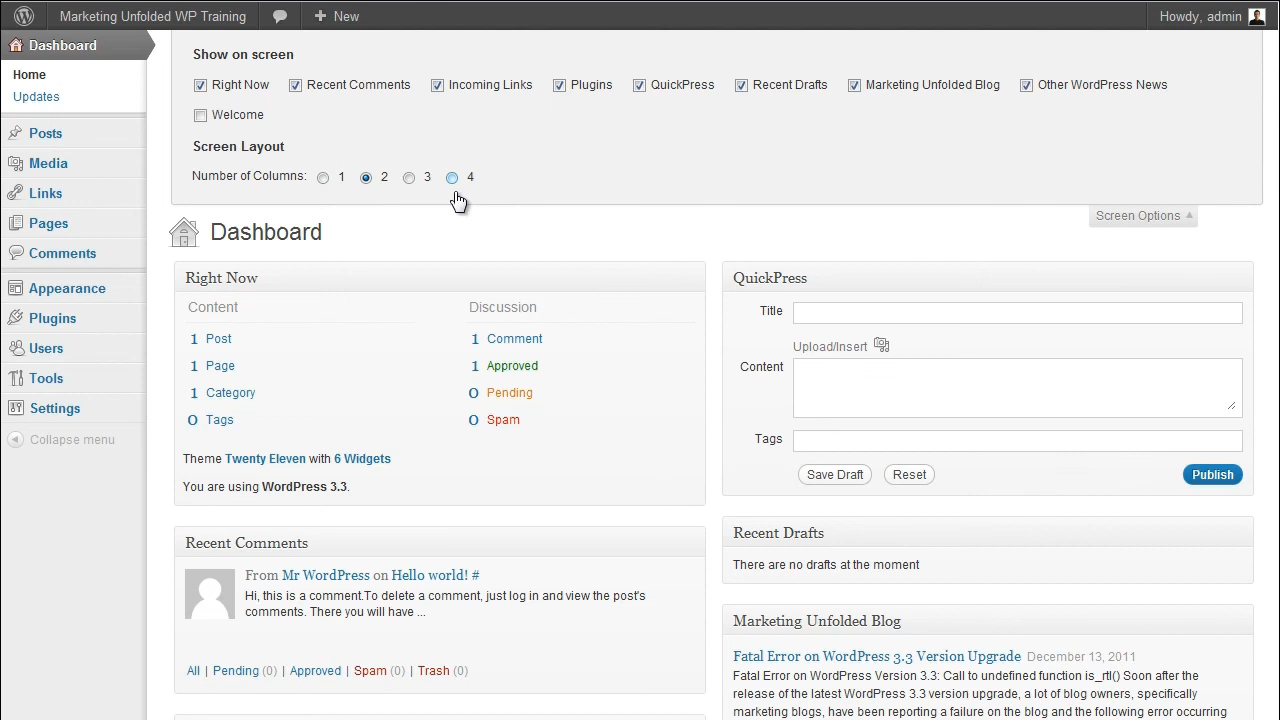 Marketing Unfolded WP Training
New
Howdy, admin
Dashboard
Home
Updates
Posts
Media
Links
Pages
Comments
Appearance
Plugins
Users
Tools
Settings
Collapse menu
Show on screen
Right Now Recent Comments Incoming Links Plugins QuickPress Recent Drafts Marketing Unfolded Blog Other WordPress News
Welcome
Screen Layout
Number of Columns: 1 2 3 4
Screen Options
Dashboard
Right Now
Content Discussion
1 Post 1 Comment
1 Page 1 Approved
1 Category 0 Pending
0 Tags 0 Spam
Theme Twenty Eleven with 6 Widgets
You are using WordPress 3.3.
Recent Comments
From Mr WordPress on Hello world! #
Hi, this is a comment.To delete a comment, just log in and view the post's
comments. There you will have ...
All | Pending (0) | Approved | Spam (0) | Trash (0)
QuickPress
Title
Upload/Insert
Content
Tags
Save Draft Reset Publish
Recent Drafts
There are no drafts at the moment
Marketing Unfolded Blog
Fatal Error on WordPress 3.3 Version Upgrade December 13, 2011
Fatal Error on WordPress Version 3.3: Call to undefined function is_rtl() Soon after the
release of the latest WordPress 3.3 version upgrade, a lot of blog owners, specifically
marketing blogs, have been reporting a failure on the blog and the following error occurring